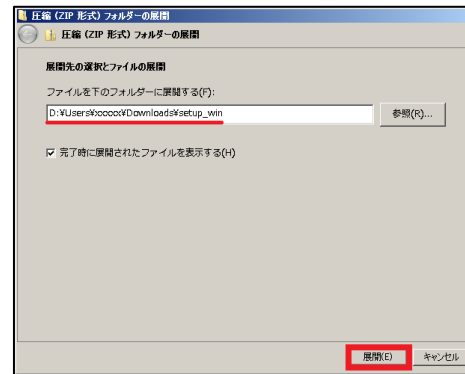 圧縮 (ZIP 形式) フォルダーの展開
圧縮 (ZIP 形式) フォルダーの展開
展開先の選択とファイルの展開
ファイルを下のフォルダーに展開する(F):
D:¥Users¥xxxxx¥Downloads¥setup_win
参照(R)...
完了時に展開されたファイルを表示する(H)
展開(E)
キャンセル